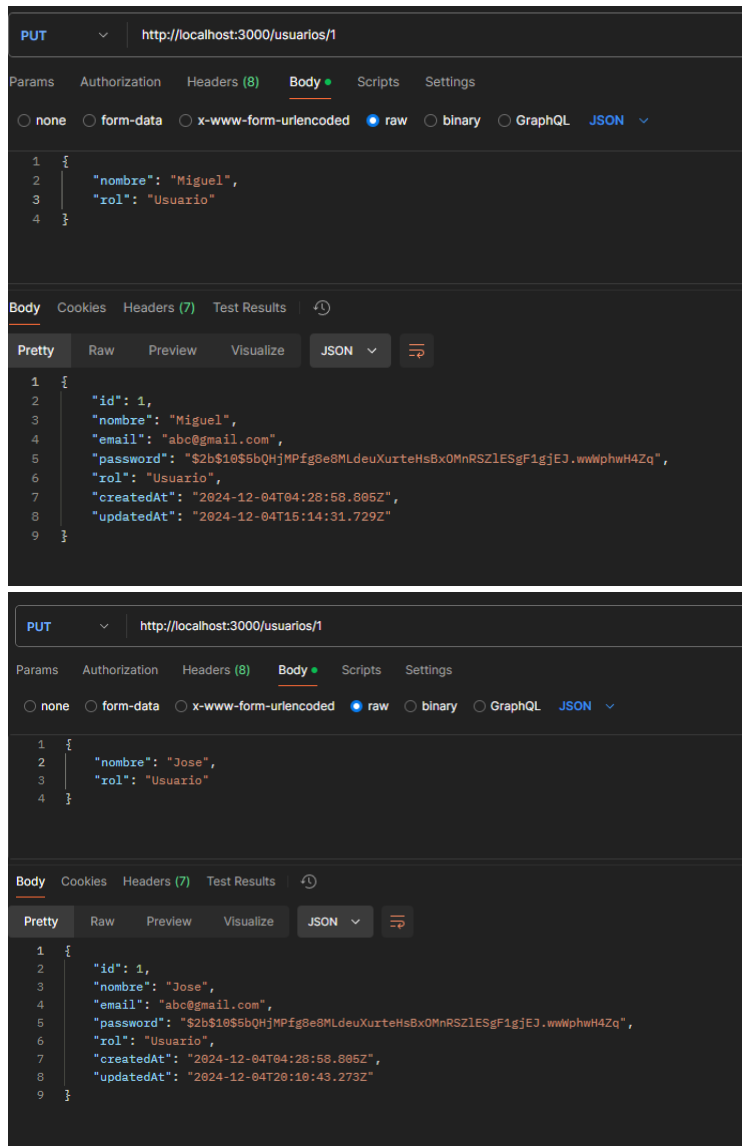 PUT http://localhost:3000/usuarios/1
Params Authorization Headers (8) Body Scripts Settings
none form-data x-www-form-urlencoded raw binary GraphQL JSON
1 {
2 "nombre": "Miguel",
3 "rol": "Usuario"
4 }
Body Cookies Headers (7) Test Results
Pretty Raw Preview Visualize JSON
1 {
2 "id": 1,
3 "nombre": "Miguel",
4 "email": "abc@gmail.com",
5 "password": "$2b$10$5bQHjMPfg8e8MLdeuXurteHsBxOMnRSZlESgF1gjEJ.wwWphwH4Zq",
6 "rol": "Usuario",
7 "createdAt": "2024-12-04T04:28:58.805Z",
8 "updatedAt": "2024-12-04T15:14:31.729Z"
9 }
PUT http://localhost:3000/usuarios/1
Params Authorization Headers (8) Body Scripts Settings
none form-data x-www-form-urlencoded raw binary GraphQL JSON
1 {
2 "nombre": "Jose",
3 "rol": "Usuario"
4 }
Body Cookies Headers (7) Test Results
Pretty Raw Preview Visualize JSON
1 {
2 "id": 1,
3 "nombre": "Jose",
4 "email": "abc@gmail.com",
5 "password": "$2b$10$5bQHjMPfg8e8MLdeuXurteHsBxOMnRSZlESgF1gjEJ.wwWphwH4Zq",
6 "rol": "Usuario",
7 "createdAt": "2024-12-04T04:28:58.805Z",
8 "updatedAt": "2024-12-04T20:10:43.273Z"
9 }